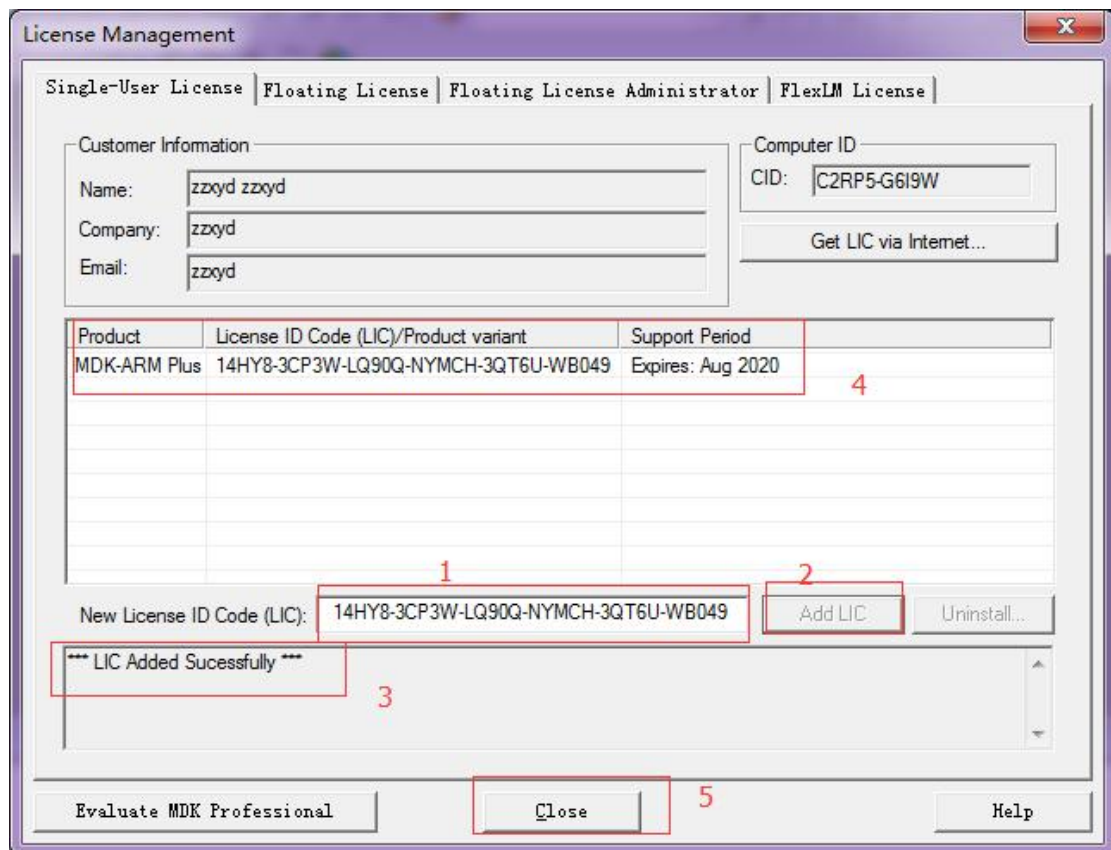 License Management
Single-User License
Floating License
Floating License Administrator
FlexLM License
Customer Information
Name: zzxyd zzxyd
Company: zzxyd
Email: zzxyd
Computer ID
CID: C2RP5-G6I9W
Get LIC via Internet...
Product License ID Code (LIC)/Product variant Support Period
MDK-ARM Plus 14HY8-3CP3W-LQ90Q-NYMCH-3QT6U-WB049 Expires: Aug 2020
4
1
2
New License ID Code (LIC): 14HY8-3CP3W-LQ90Q-NYMCH-3QT6U-WB049 Add LIC Uninstall...
*** LIC Added Sucessfully ***
3
5
Evaluate MDK Professional Close Help